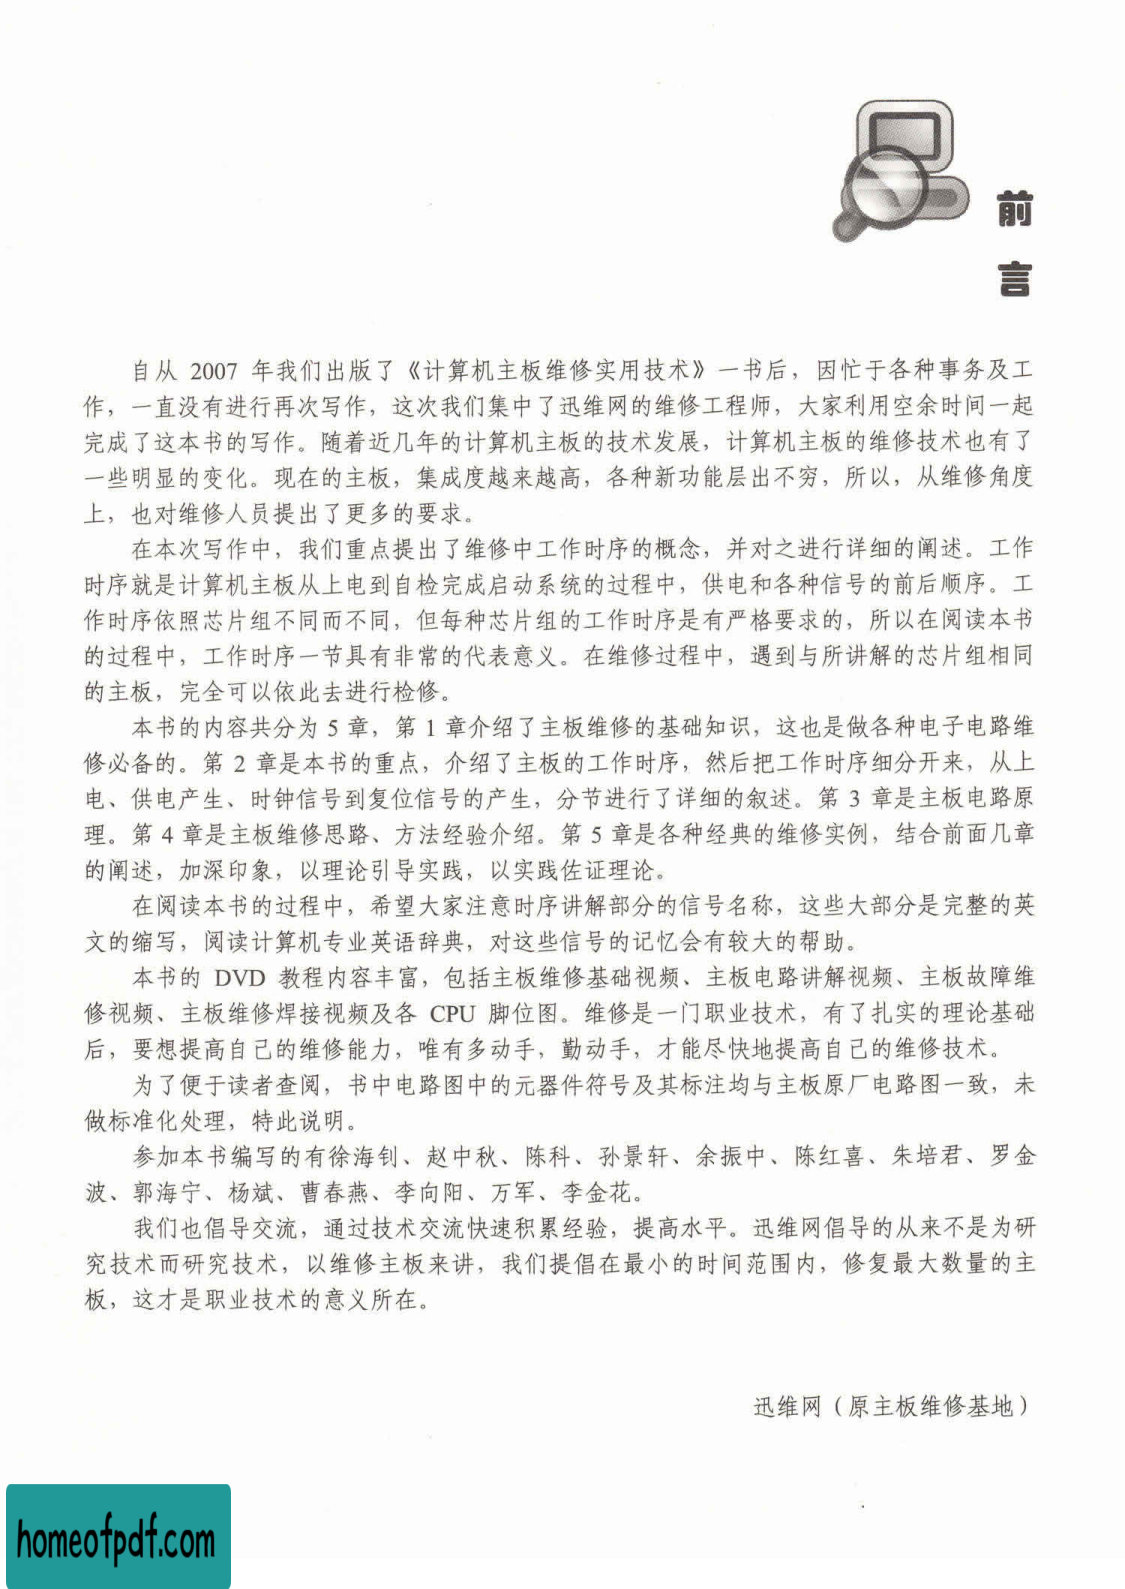 前
言
自从 2007 年我们出版了《计算机主板维修实用技术》一书后，因忙于各种事务及工
作，一直没有进行再次写作，这次我们集中了迅维网的维修工程师，大家利用空余时间一起
完成了这本书的写作。随着近几年的计算机主板的技术发展，计算机主板的维修技术也有了
一些明显的变化。现在的主板，集成度越来越高，各种新功能层出不穷，所以，从维修角度
上，也对维修人员提出了更多的要求。
在本次写作中，我们重点提出了维修中工作时序的概念，并对之进行详细的阐述。工作
时序就是计算机主板从上电到自检完成启动系统的过程中，供电和各种信号的前后顺序。工
作时序依照芯片组不同而不同，但每种芯片组的工作时序是有严格要求的，所以在阅读本书
的过程中，工作时序一节具有非常的代表意义。在维修过程中，遇到与所讲解的芯片组相同
的主板，完全可以依此去进行检修。
本书的内容共分为 5 章，第 1 章介绍了主板维修的基础知识，这也是做各种电子电路维
修必备的。第 2 章是本书的重点，介绍了主板的工作时序，然后把工作时序细分开来，从上
电、供电产生、时钟信号到复位信号的产生，分节进行了详细的叙述。第 3 章是主板电路原
理。第 4 章是主板维修思路、方法经验介绍。第 5 章是各种经典的维修实例，结合前面几章
的阐述，加深印象，以理论引导实践，以实践佐证理论。
在阅读本书的过程中，希望大家注意时序讲解部分的信号名称，这些大部分是完整的英
文的缩写，阅读计算机专业英语辞典，对这些信号的记忆会有较大的帮助。
本书的 DVD 教程内容丰富，包括主板维修基础视频、主板电路讲解视频、主板故障维
修视频、主板维修焊接视频及各 CPU 脚位图。维修是一门职业技术，有了扎实的理论基础
后，要想提高自己的维修能力，唯有多动手，勤动手，才能尽快地提高自己的维修技术。
为了便于读者查阅，书中电路图中的元器件符号及其标注均与主板原厂电路图一致，未
做标准化处理，特此说明。
参加本书编写的有徐海钊、赵中秋、陈科、孙景轩、余振中、陈红喜、朱培君、罗金
波、郭海宁、杨斌、曹春燕、李向阳、万军、李金花。
我们也倡导交流，通过技术交流快速积累经验，提高水平。迅维网倡导的从来不是为研
究技术而研究技术，以维修主板来讲，我们提倡在最小的时间范围内，修复最大数量的主
板，这才是职业技术的意义所在。
迅维网（原主板维修基地）
homeofpdf.com